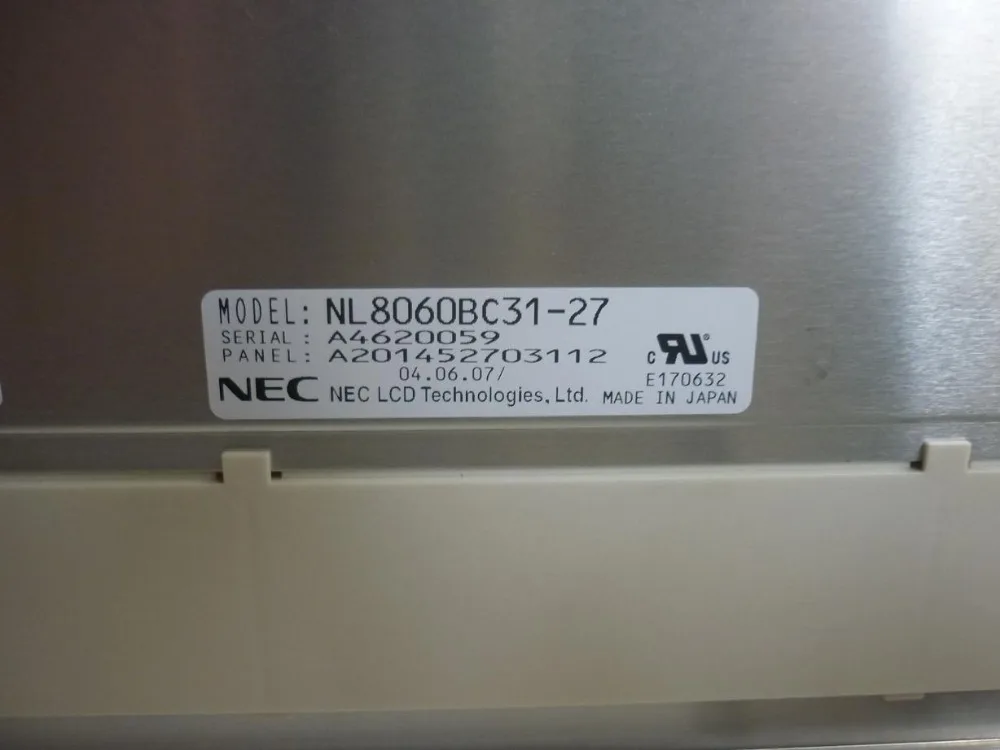 MODEL: NL8060BC31-27
SERIAL : A4620059
PANEL: A201452703112
04.06.07/
NEC NEC LCD Technologies, Ltd.
c RU® US
E170632
MADE IN JAPAN